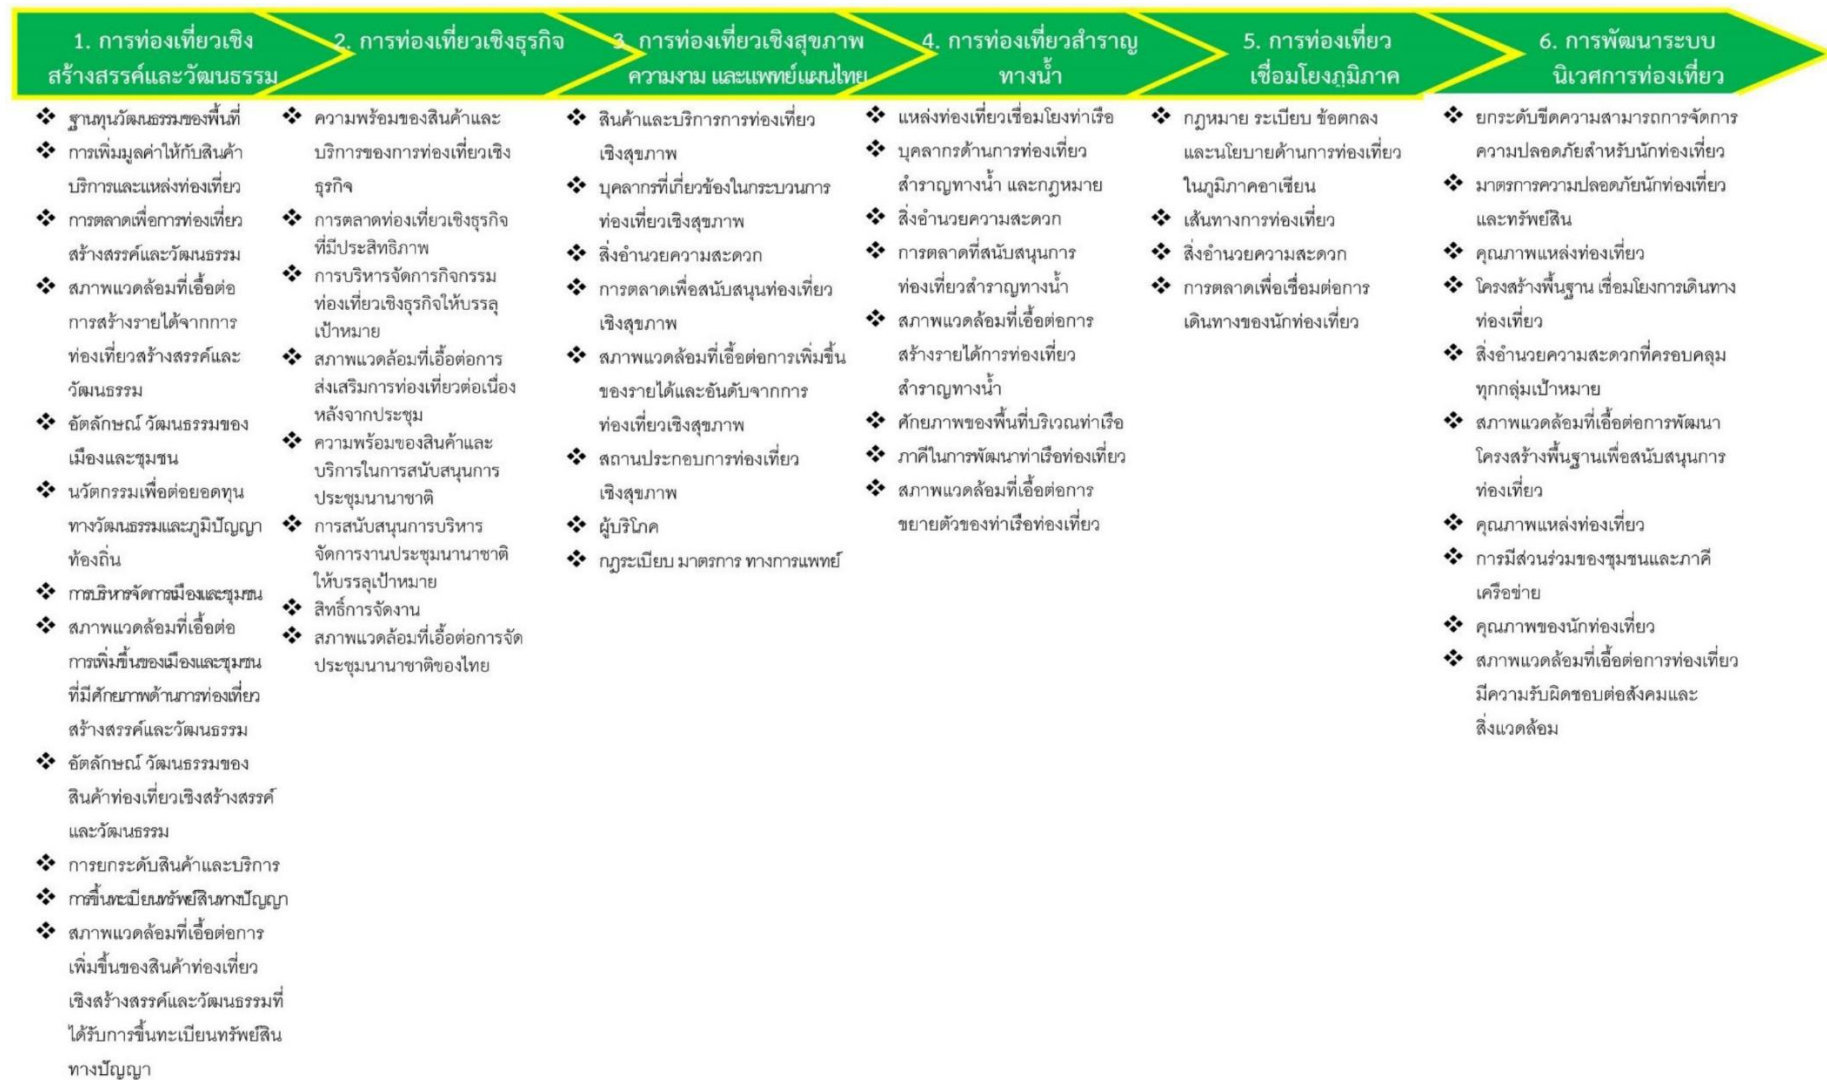 1. การท่องเที่ยวเชิง
สร้างสรรค์และวัฒนธรรม
2. การท่องเที่ยวเชิงธุรกิจ
3. การท่องเที่ยวเชิงสุขภาพ
ความงาม และแพทย์แผนไทย
4. การท่องเที่ยวสำราญ
ทางน้ำ
5. การท่องเที่ยว
เชื่อมโยงภูมิภาค
6. การพัฒนาระบบ
นิเวศการท่องเที่ยว
❖ ฐานทุนวัฒนธรรมของพื้นที่
❖ การเพิ่มมูลค่าให้กับสินค้า
บริการและแหล่งท่องเที่ยว
❖ การตลาดเพื่อการท่องเที่ยว
สร้างสรรค์และวัฒนธรรม
❖ สภาพแวดล้อมที่เอื้อต่อ
การสร้างรายได้จากการ
ท่องเที่ยวสร้างสรรค์และ
วัฒนธรรม
❖ อัตลักษณ์ วัฒนธรรมของ
เมืองและชุมชน
❖ นวัตกรรมเพื่อต่อยอดทุน
ทางวัฒนธรรมและภูมิปัญญา
ท้องถิ่น
❖ การบริหารจัดการเมืองและชุมชน
❖ สภาพแวดล้อมที่เอื้อต่อ
การเพิ่มขึ้นของเมืองและชุมชน
ที่มีศักยภาพด้านการท่องเที่ยว
สร้างสรรค์และวัฒนธรรม
❖ อัตลักษณ์ วัฒนธรรมของ
สินค้าท่องเที่ยวเชิงสร้างสรรค์
และวัฒนธรรม
❖ การยกระดับสินค้าและบริการ
❖ การขึ้นทะเบียนทรัพย์สินทางปัญญา
❖ สภาพแวดล้อมที่เอื้อต่อการ
เพิ่มขึ้นของสินค้าท่องเที่ยว
เชิงสร้างสรรค์และวัฒนธรรมที่
ได้รับการขึ้นทะเบียนทรัพย์สิน
ทางปัญญา
❖ ความพร้อมของสินค้าและ
บริการของการท่องเที่ยวเชิง
ธุรกิจ
❖ การตลาดท่องเที่ยวเชิงธุรกิจ
ที่มีประสิทธิภาพ
❖ การบริหารจัดการกิจกรรม
ท่องเที่ยวเชิงธุรกิจให้บรรลุ
เป้าหมาย
❖ สภาพแวดล้อมที่เอื้อต่อการ
ส่งเสริมการท่องเที่ยวต่อเนื่อง
หลังจากประชุม
❖ ความพร้อมของสินค้าและ
บริการในการสนับสนุนการ
ประชุมนานาชาติ
❖ การสนับสนุนการบริหาร
จัดการงานประชุมนานาชาติ
ให้บรรลุเป้าหมาย
❖ สิทธิ์การจัดงาน
❖ สภาพแวดล้อมที่เอื้อต่อการจัด
ประชุมนานาชาติของไทย
❖ สินค้าและบริการการท่องเที่ยว
เชิงสุขภาพ
❖ บุคลากรที่เกี่ยวข้องในกระบวนการ
ท่องเที่ยวเชิงสุขภาพ
❖ สิ่งอำนวยความสะดวก
❖ การตลาดเพื่อสนับสนุนท่องเที่ยว
เชิงสุขภาพ
❖ สภาพแวดล้อมที่เอื้อต่อการเพิ่มขึ้น
ของรายได้และอันดับจากการ
ท่องเที่ยวเชิงสุขภาพ
❖ สถานประกอบการท่องเที่ยว
เชิงสุขภาพ
❖ ผู้บริโภค
❖ กฎระเบียบ มาตรการ ทางการแพทย์
❖ แหล่งท่องเที่ยวเชื่อมโยงท่าเรือ
❖ บุคลากรด้านการท่องเที่ยว
สำราญทางน้ำ และกฎหมาย
❖ สิ่งอำนวยความสะดวก
❖ การตลาดที่สนับสนุนการ
ท่องเที่ยวสำราญทางน้ำ
❖ สภาพแวดล้อมที่เอื้อต่อการ
สร้างรายได้การท่องเที่ยว
สำราญทางน้ำ
❖ ศักยภาพของพื้นที่บริเวณท่าเรือ
❖ ภาคีในการพัฒนาท่าเรือท่องเที่ยว
❖ สภาพแวดล้อมที่เอื้อต่อการ
ขยายตัวของท่าเรือท่องเที่ยว
❖ กฎหมาย ระเบียบ ข้อตกลง
และนโยบายด้านการท่องเที่ยว
ในภูมิภาคอาเซียน
❖ เส้นทางการท่องเที่ยว
❖ สิ่งอำนวยความสะดวก
❖ การตลาดเพื่อเชื่อมต่อการ
เดินทางของนักท่องเที่ยว
❖ ยกระดับขีดความสามารถการจัดการ
ความปลอดภัยสำหรับนักท่องเที่ยว
❖ มาตรการความปลอดภัยนักท่องเที่ยว
และทรัพย์สิน
❖ คุณภาพแหล่งท่องเที่ยว
❖ โครงสร้างพื้นฐาน เชื่อมโยงการเดินทาง
ท่องเที่ยว
❖ สิ่งอำนวยความสะดวกที่ครอบคลุม
ทุกกลุ่มเป้าหมาย
❖ สภาพแวดล้อมที่เอื้อต่อการพัฒนา
โครงสร้างพื้นฐานเพื่อสนับสนุนการ
ท่องเที่ยว
❖ คุณภาพแหล่งท่องเที่ยว
❖ การมีส่วนร่วมของชุมชนและภาคี
เครือข่าย
❖ คุณภาพของนักท่องเที่ยว
❖ สภาพแวดล้อมที่เอื้อต่อการท่องเที่ยว
มีความรับผิดชอบต่อสังคมและ
สิ่งแวดล้อม